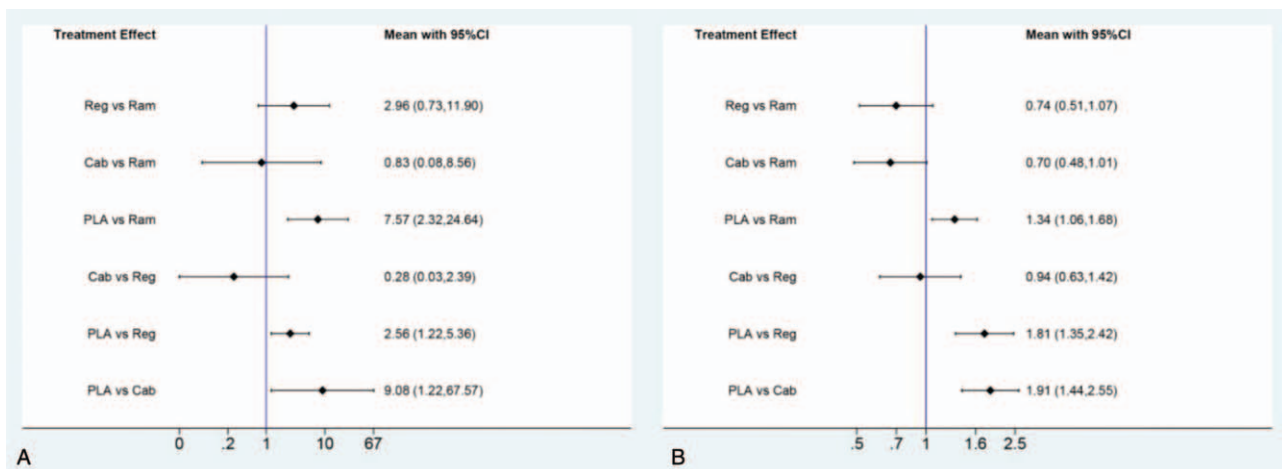 Treatment Effect Mean with 95%CI
Reg vs Ram 2.96 (0.73,11.90)
Cab vs Ram 0.83 (0.08,8.56)
PLA vs Ram 7.57 (2.32,24.64)
Cab vs Reg 0.28 (0.03,2.39)
PLA vs Reg 2.56 (1.22,5.36)
PLA vs Cab 9.08 (1.22,67.57)
0 .2 1 10 67
A
Treatment Effect Mean with 95%CI
Reg vs Ram 0.74 (0.51,1.07)
Cab vs Ram 0.70 (0.48,1.01)
PLA vs Ram 1.34 (1.06,1.68)
Cab vs Reg 0.94 (0.63,1.42)
PLA vs Reg 1.81 (1.35,2.42)
PLA vs Cab 1.91 (1.44,2.55)
.5 .7 1 1.6 2.5
B